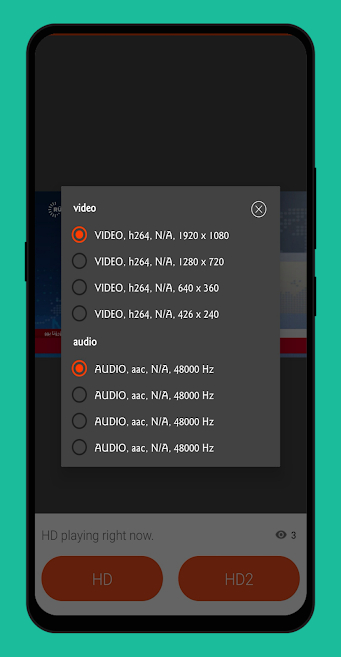 video
VIDEO, h264, N/A, 1920 x 1080
VIDEO, h264, N/A, 1280 x 720
VIDEO, h264, N/A, 640 x 360
VIDEO, h264, N/A, 426 x 240
audio
AUDIO, aac, N/A, 48000 Hz
AUDIO, aac, N/A, 48000 Hz
AUDIO, aac, N/A, 48000 Hz
AUDIO, aac, N/A, 48000 Hz
HD playing right now.
3
HD
HD2